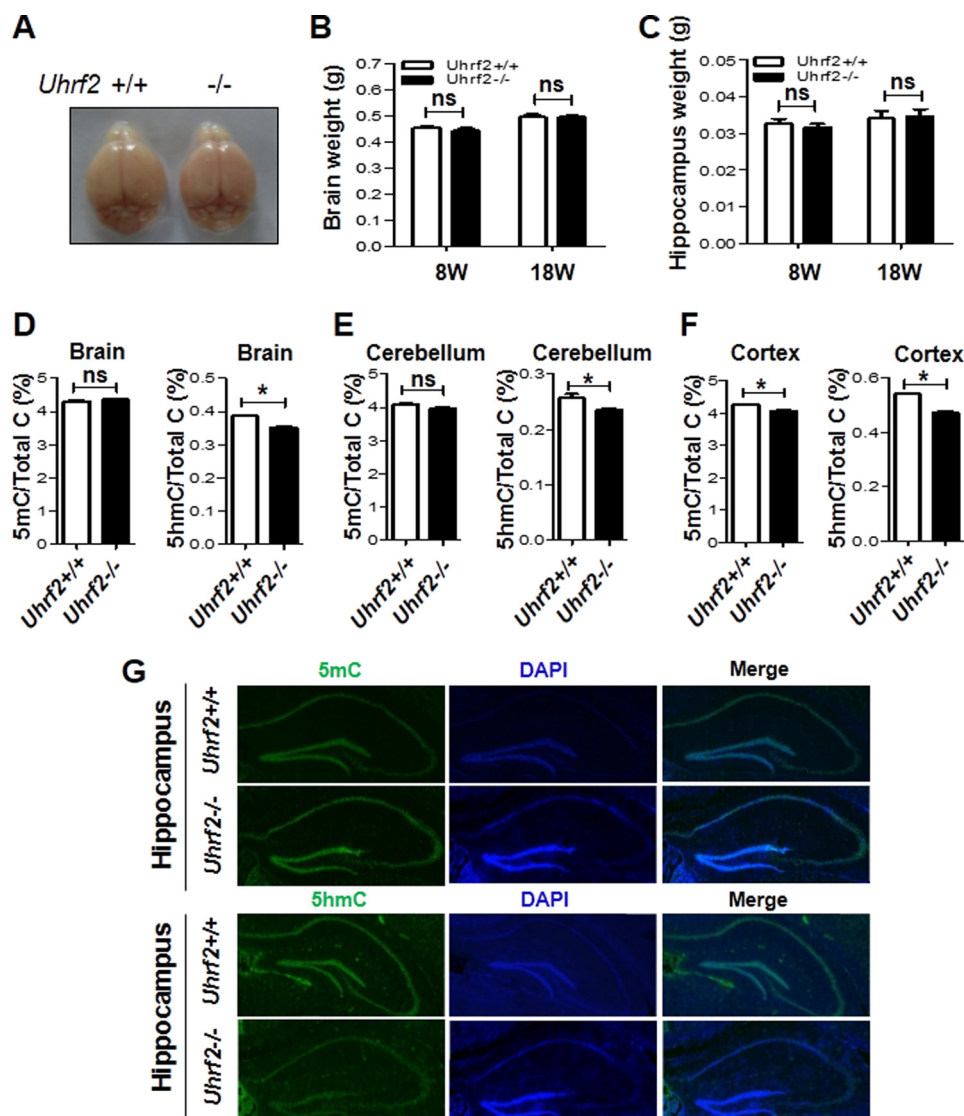 A
Uhrf2 +/+ -/-
B
Uhrf2+/+
Uhrf2-/-
Brain weight (g)
0.7
0.6
0.5
0.4
0.3
0.2
0.1
0.0
ns
ns
8W
18W
C
Uhrf2+/+
Uhrf2-/-
Hippocampus weight (g)
0.05
0.04
0.03
0.02
0.01
0.00
ns
ns
8W
18W
D
Brain
5mC/Total C (%)
5
4
3
2
1
0
ns
Uhrf2+/+
Uhrf2-/-
Brain
5hmC/Total C (%)
0.5
0.4
0.3
0.2
0.1
0.0
*
Uhrf2+/+
Uhrf2-/-
E
Cerebellum
5mC/Total C (%)
5
4
3
2
1
0
ns
Uhrf2+/+
Uhrf2-/-
Cerebellum
5hmC/Total C (%)
0.3
0.2
0.1
0.0
*
Uhrf2+/+
Uhrf2-/-
F
Cortex
5mC/Total C (%)
5
4
3
2
1
0
*
Uhrf2+/+
Uhrf2-/-
Cortex
5hmC/Total C (%)
0.6
0.4
0.2
0.0
*
Uhrf2+/+
Uhrf2-/-
G
5mC DAPI Merge
Hippocampus
Uhrf2+/+
Uhrf2-/-
5hmC DAPI Merge
Hippocampus
Uhrf2+/+
Uhrf2-/-